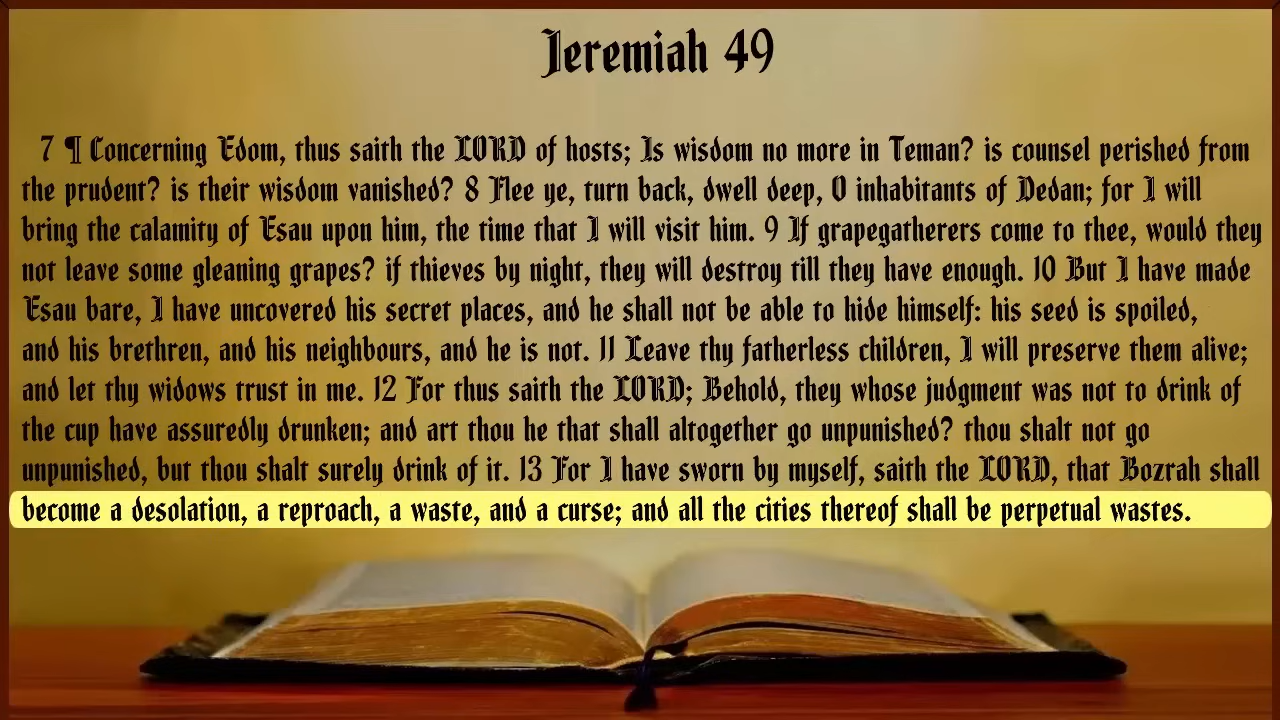 Jeremiah 49
7 ¶ Concerning Edom, thus saith the LORD of hosts; Is wisdom no more in Teman? is counsel perished from
the prudent? is their wisdom vanished? 8 Flee ye, turn back, dwell deep, O inhabitants of Dedan; for I will
bring the calamity of Esau upon him, the time that I will visit him. 9 If grapegatherers come to thee, would they
not leave some gleaning grapes? if thieves by night, they will destroy till they have enough. 10 But I have made
Esau bare, I have uncovered his secret places, and he shall not be able to hide himself: his seed is spoiled,
and his brethren, and his neighbours, and he is not. 11 Leave thy fatherless children, I will preserve them alive;
and let thy widows trust in me. 12 For thus saith the LORD; Behold, they whose judgment was not to drink of
the cup have assuredly drunken; and art thou he that shall altogether go unpunished? thou shalt not go
unpunished, but thou shalt surely drink of it. 13 For I have sworn by myself, saith the LORD, that Bozrah shall
become a desolation, a reproach, a waste, and a curse; and all the cities thereof shall be perpetual wastes.